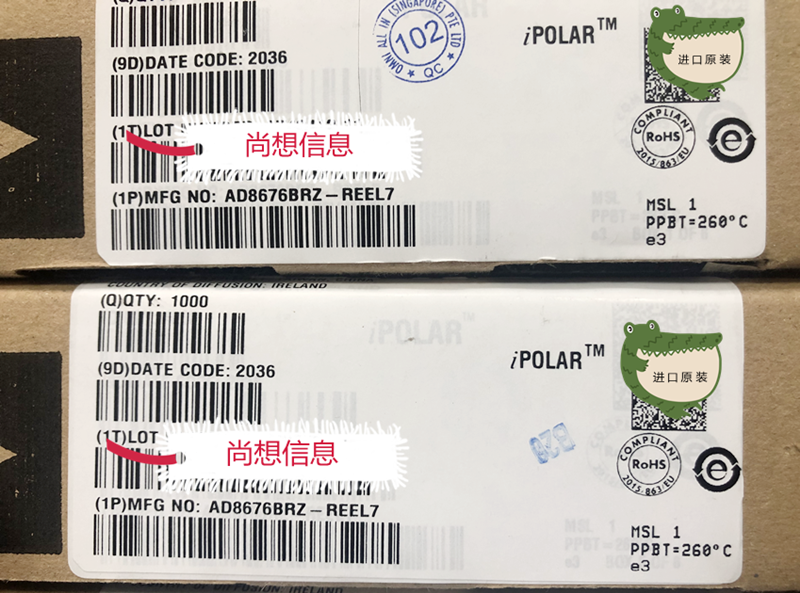 (Q)QTY:
OMNI ALL IN (SINGAPORE) PTE LTD
102
QC
iPOLAR™
进口原装
(9D)DATE CODE: 2036
(1T)LOT
尚想信息
COMPLIANT
RoHS
2015/863/EU
e
(1P)MFG NO: AD8676BRZ-REEL7
MSL 1
PPBT=260°C
e3
COUNTRY OF DIFFUSION: IRELAND
(Q)QTY: 1000
iPOLAR
iPOLAR™
进口原装
(9D)DATE CODE: 2036
(1T)LOT
尚想信息
COMPLIANT
RoHS
2015/863/EU
e
(1P)MFG NO: AD8676BRZ-REEL7
MSL 1
PPBT=260°C
e3